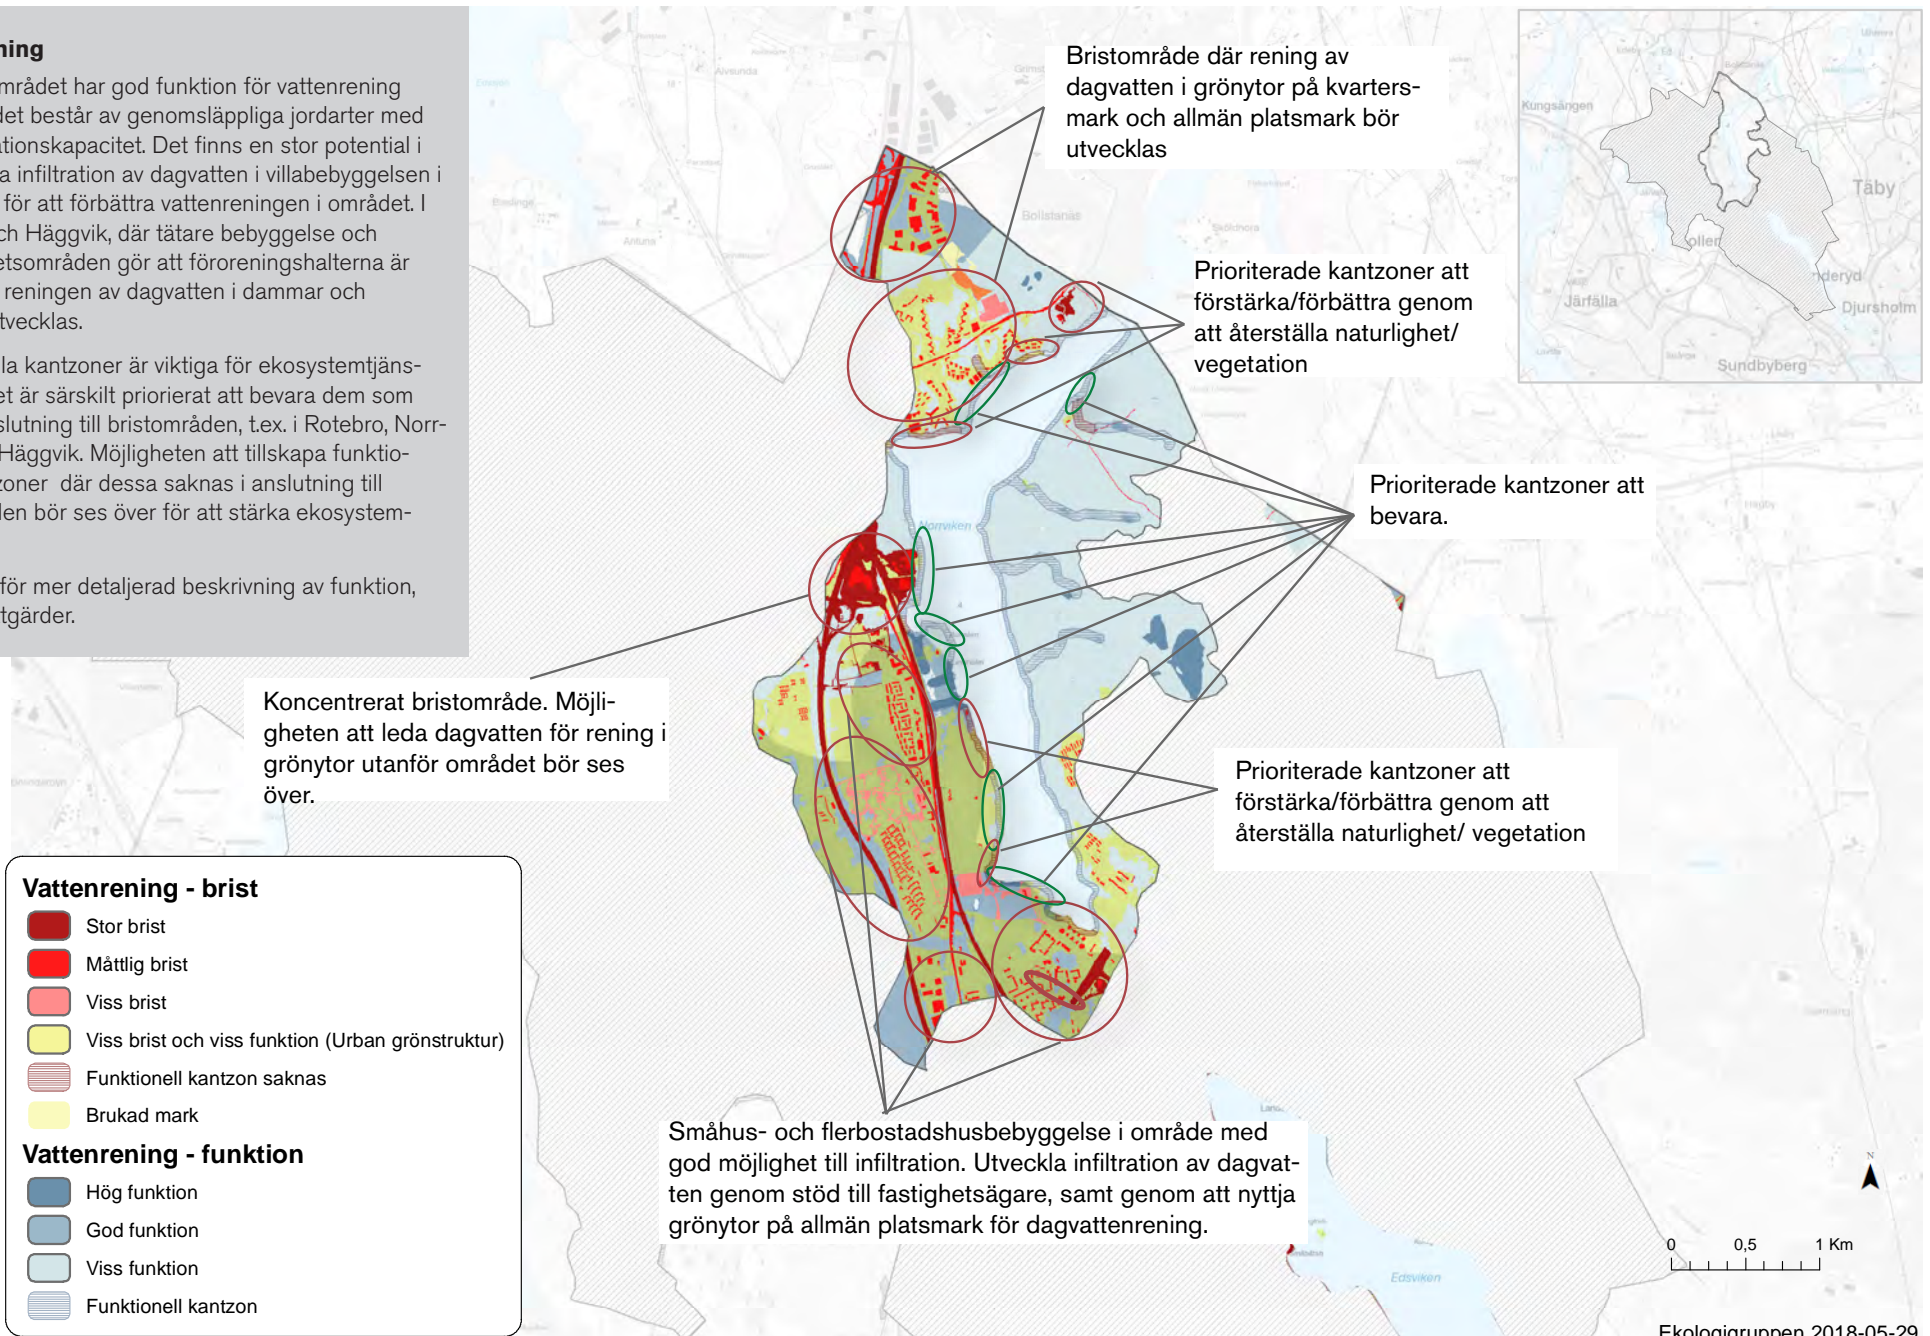 ning
mrådet har god funktion för vattenrening
det består av genomsläppliga jordarter med
ationskapacitet. Det finns en stor potential i
a infiltration av dagvatten i villabebyggelsen i
för att förbättra vattenreningen i området. I
ch Häggvik, där tätare bebyggelse och
etsområden gör att föroreningshalterna är
reningen av dagvatten i dammar och
tvecklas.
la kantzoner är viktiga för ekosystemtjäns-
et är särskilt priorierat att bevara dem som
slutning till bristområden, t.ex. i Rotebro, Norr-
Häggvik. Möjligheten att tillskapa funktio-
zoner där dessa saknas i anslutning till
den bör ses över för att stärka ekosystem-
för mer detaljerad beskrivning av funktion,
tgärder.
Bristområde där rening av
dagvatten i grönytor på kvarters-
mark och allmän platsmark bör
utvecklas
Prioriterade kantzoner att
förstärka/förbättra genom
att återställa naturlighet/
vegetation
Prioriterade kantzoner att
bevara.
Koncentrerat bristområde. Möjli-
gheten att leda dagvatten för rening i
grönytor utanför området bör ses
över.
Prioriterade kantzoner att
förstärka/förbättra genom att
återställa naturlighet/ vegetation
Småhus- och flerbostadshusbebyggelse i område med
god möjlighet till infiltration. Utveckla infiltration av dagvat-
ten genom stöd till fastighetsägare, samt genom att nyttja
grönytor på allmän platsmark för dagvattenrening.
Vattenrening - brist
Stor brist
Måttlig brist
Viss brist
Viss brist och viss funktion (Urban grönstruktur)
Funktionell kantzon saknas
Brukad mark
Vattenrening - funktion
Hög funktion
God funktion
Viss funktion
Funktionell kantzon
Kungsängen
Täby
Järfälla
Djursholm
Sundbyberg
Bollstanäs
Norrviken
Edsviken
N
0 0,5 1 Km
Ekologigruppen 2018-05-29